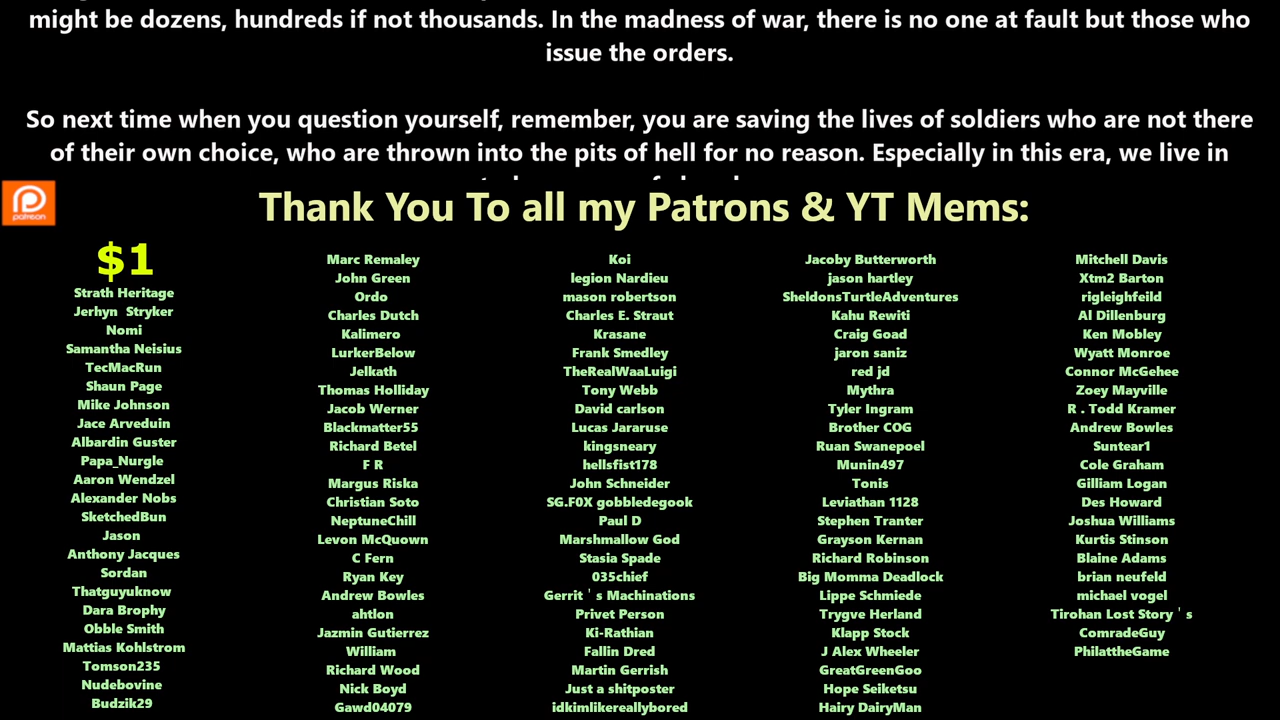 might be dozens, hundreds if not thousands. In the madness of war, there is no one at fault but those who
issue the orders.
So next time when you question yourself, remember, you are saving the lives of soldiers who are not there
of their own choice, who are thrown into the pits of hell for no reason. Especially in this era, we live in
patreon
Thank You To all my Patrons & YT Mems:
$1
Strath Heritage
Jerhyn Stryker
Nomi
Samantha Neisius
TecMacRun
Shaun Page
Mike Johnson
Jace Arveduin
Albardin Guster
Papa_Nurgle
Aaron Wendzel
Alexander Nobs
SketchedBun
Jason
Anthony Jacques
Sordan
Thatguyuknow
Dara Brophy
Obble Smith
Mattias Kohlstrom
Tomson235
Nudebovine
Budzik29
Marc Remaley
John Green
Ordo
Charles Dutch
Kalimero
LurkerBelow
Jelkath
Thomas Holliday
Jacob Werner
Blackmatter55
Richard Betel
F R
Margus Riska
Christian Soto
NeptuneChill
Levon McQuown
C Fern
Ryan Key
Andrew Bowles
ahtlon
Jazmin Gutierrez
William
Richard Wood
Nick Boyd
Gawd04079
Koi
legion Nardieu
mason robertson
Charles E. Straut
Krasane
Frank Smedley
TheRealWaaLuigi
Tony Webb
David carlson
Lucas Jararuse
kingsneary
hellsfist178
John Schneider
SG.F0X gobbledegook
Paul D
Marshmallow God
Stasia Spade
035chief
Gerrit ' s Machinations
Privet Person
Ki-Rathian
Fallin Dred
Martin Gerrish
Just a shitposter
idkimlikereallybored
Jacoby Butterworth
jason hartley
SheldonsTurtleAdventures
Kahu Rewiti
Craig Goad
jaron saniz
red jd
Mythra
Tyler Ingram
Brother COG
Ruan Swanepoel
Munin497
Tonis
Leviathan 1128
Stephen Tranter
Grayson Kernan
Richard Robinson
Big Momma Deadlock
Lippe Schmiede
Trygve Herland
Klapp Stock
J Alex Wheeler
GreatGreenGoo
Hope Seiketsu
Hairy DairyMan
Mitchell Davis
Xtm2 Barton
rigleighfeild
Al Dillenburg
Ken Mobley
Wyatt Monroe
Connor McGehee
Zoey Mayville
R . Todd Kramer
Andrew Bowles
Suntear1
Cole Graham
Gilliam Logan
Des Howard
Joshua Williams
Kurtis Stinson
Blaine Adams
brian neufeld
michael vogel
Tirohan Lost Story ' s
ComradeGuy
PhilattheGame